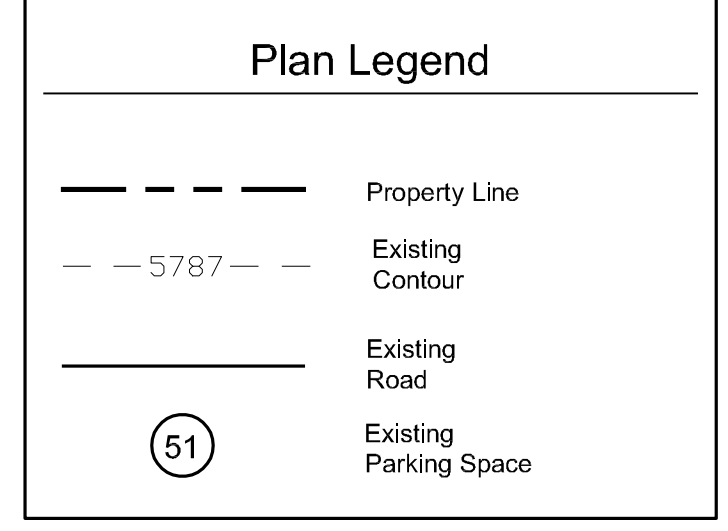 Plan Legend
Property Line
5787
Existing
Contour
Existing
Road
51
Existing
Parking Space